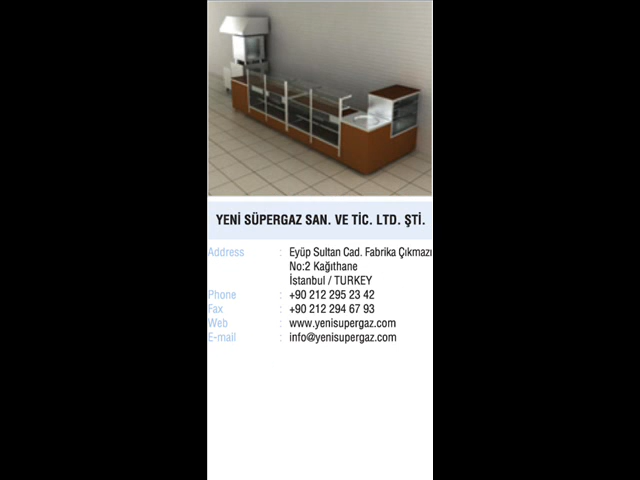 YENİ SÜPERGAZ SAN. VE TİC. LTD. ŞTİ.
Address : Eyüp Sultan Cad. Fabrika Çıkmazı
No:2 Kağıthane
İstanbul / TURKEY
Phone : +90 212 295 23 42
Fax : +90 212 294 67 93
Web : www.yenisupergaz.com
E-mail : info@yenisupergaz.com